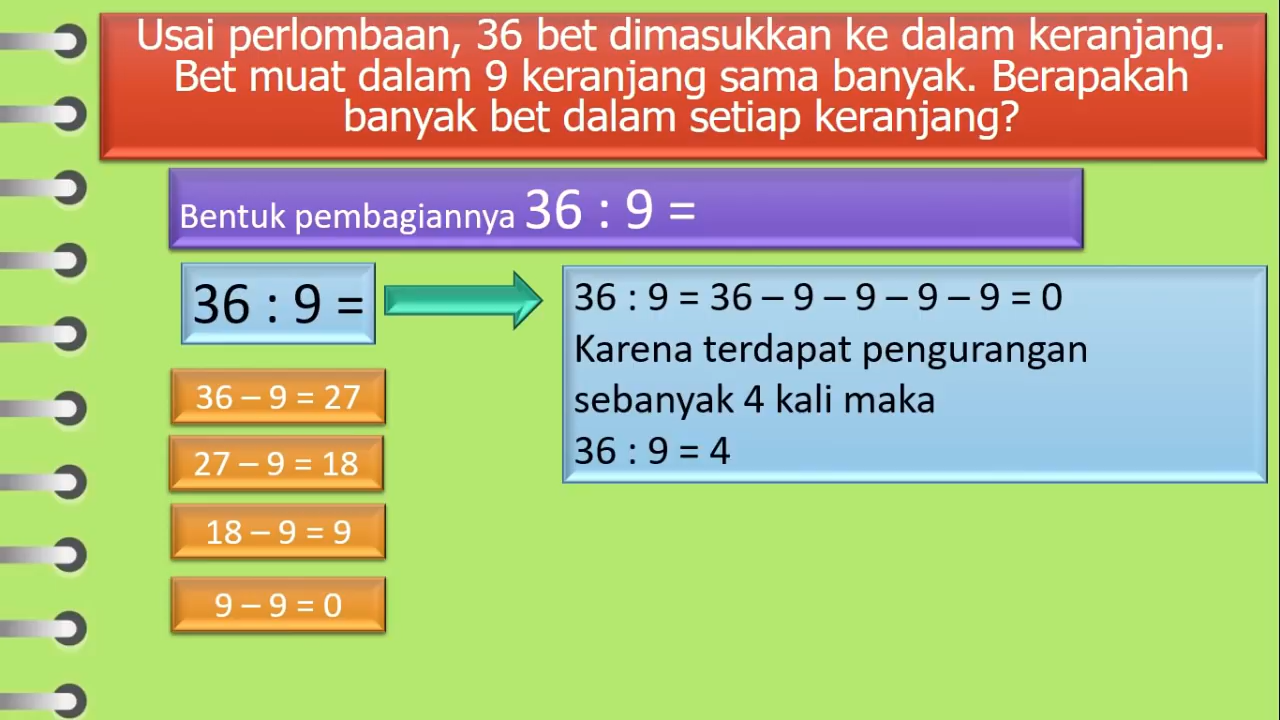 Usai perlombaan, 36 bet dimasukkan ke dalam keranjang.
Bet muat dalam 9 keranjang sama banyak. Berapakah
banyak bet dalam setiap keranjang?
Bentuk pembagiannya 36 : 9 =
36 : 9 =
36 – 9 = 27
27 – 9 = 18
18 – 9 = 9
9 – 9 = 0
36 : 9 = 36 – 9 – 9 – 9 – 9 = 0
Karena terdapat pengurangan
sebanyak 4 kali maka
36 : 9 = 4